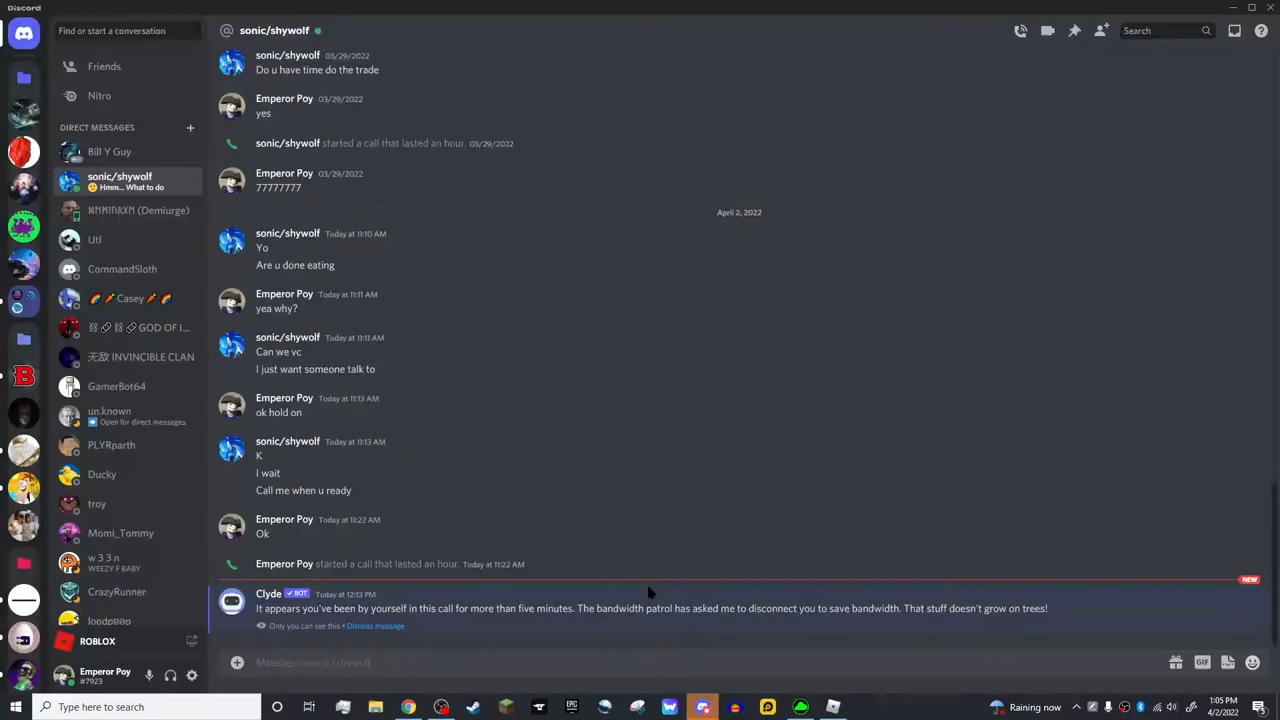 Discord
Find or start a conversation
sonic/shywolf
Search
Friends
Nitro
DIRECT MESSAGES
Bill Y Guy
sonic/shywolf
Hmm... What to do
(Demiurge)
Utl
CommandSloth
Casey
GOD OF I...
无敌 INVINCIBLE CLAN
GamerBot64
un.known
Open for direct messages
PLYRparth
Ducky
troy
Momi_Tommy
w 3 3 n
WEEZY F BABY
CrazyRunner
ROBLOX
Emperor Poy
#7923
sonic/shywolf 03/29/2022
Do u have time do the trade
Emperor Poy 03/29/2022
yes
sonic/shywolf started a call that lasted an hour. 03/29/2022
Emperor Poy 03/29/2022
77777777
April 2, 2022
sonic/shywolf Today at 11:10 AM
Yo
Are u done eating
Emperor Poy Today at 11:11 AM
yea why?
sonic/shywolf Today at 11:11 AM
Can we vc
I just want someone talk to
Emperor Poy Today at 11:13 AM
ok hold on
sonic/shywolf Today at 11:13 AM
K
I wait
Call me when u ready
Emperor Poy Today at 11:22 AM
Ok
Emperor Poy started a call that lasted an hour. Today at 11:22 AM
NEW
Clyde BOT Today at 12:13 PM
It appears you've been by yourself in this call for more than five minutes. The bandwidth patrol has asked me to disconnect you to save bandwidth. That stuff doesn't grow on trees!
Only you can see this • Dismiss message
GIF
Type here to search
EPIC
Raining now
1:05 PM
4/2/2022